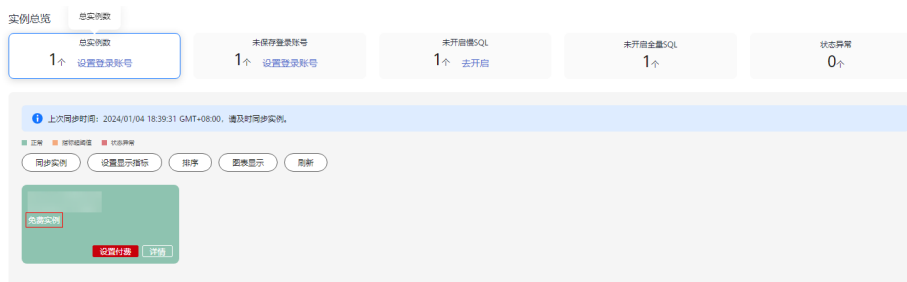 实例总览
总实例数
总实例数
1个 设置登录账号
未保存登录账号
1个 设置登录账号
未开启慢SQL
1个 去开启
未开启全量SQL
1个
状态异常
0个
上次同步时间：2024/01/04 18:39:31 GMT+08:00，请及时同步实例。
正常 指标超阈值 状态异常
同步实例 设置显示指标 排序 图表显示 刷新
免费实例
设置付费 详情